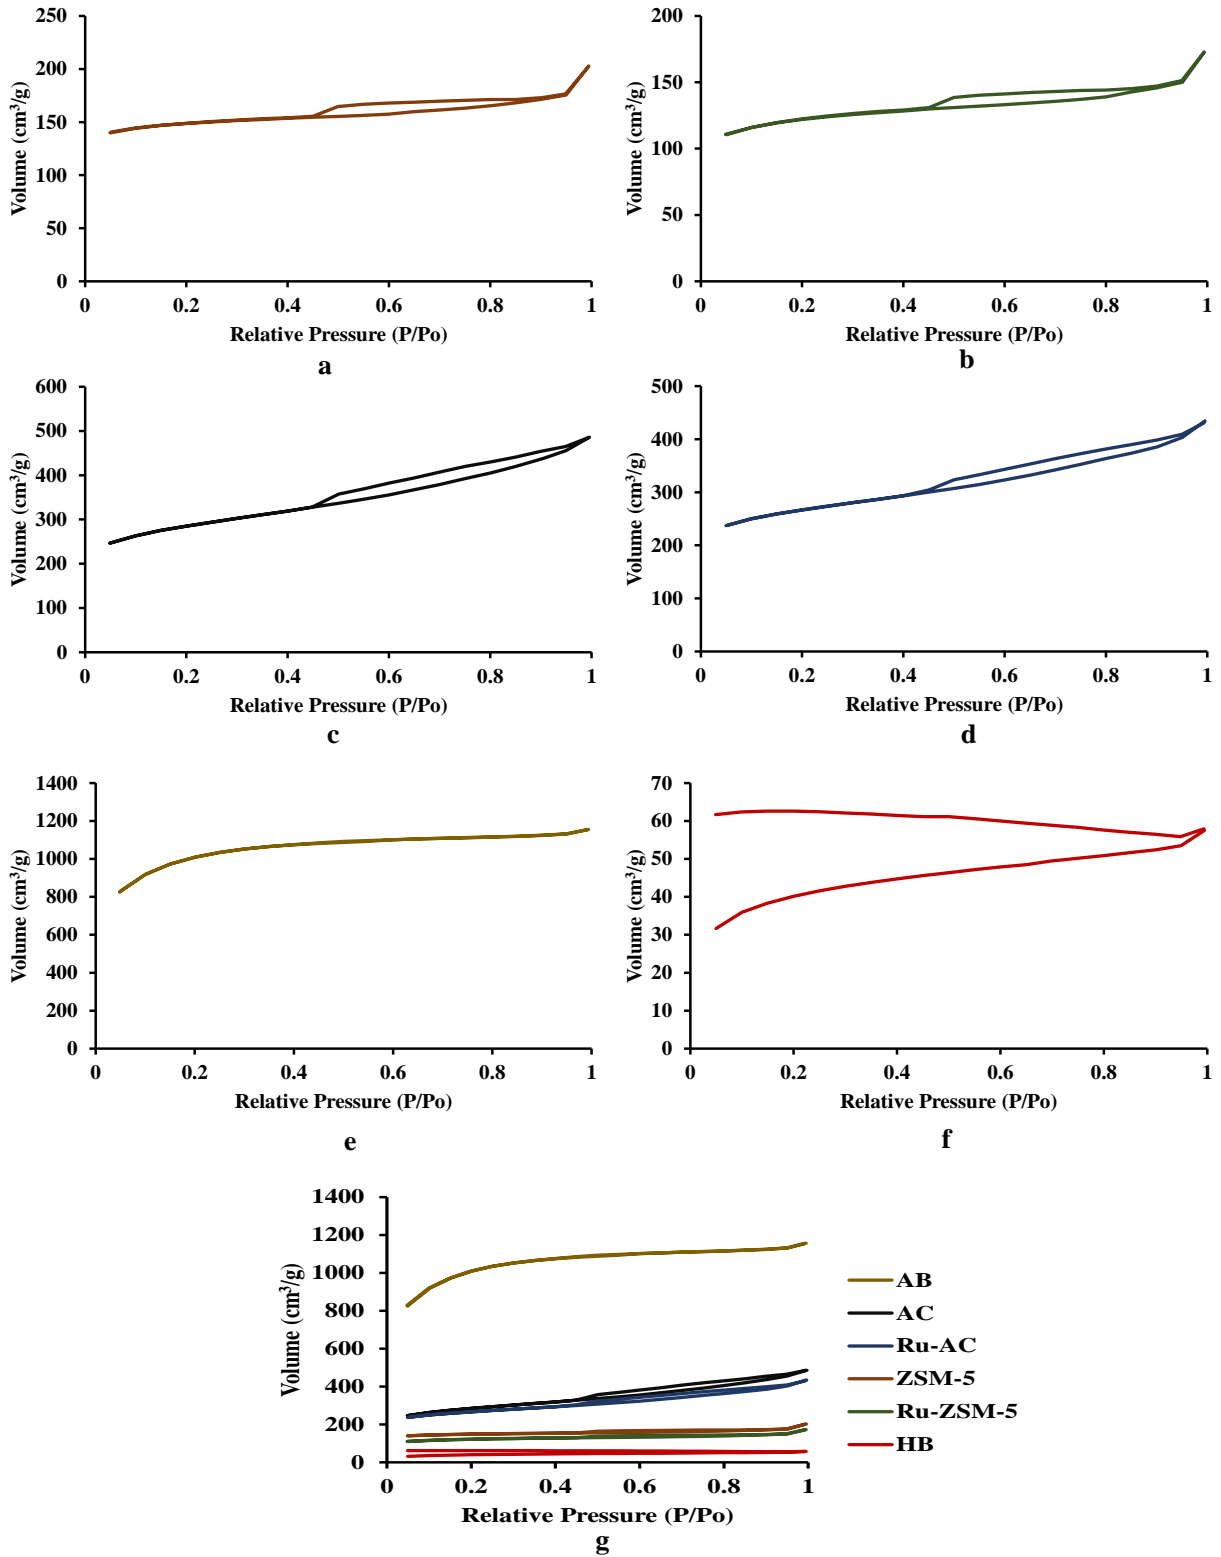 250
200
150
100
50
0
0 0.2 0.4 0.6 0.8 1
Volume (cm³/g)
Relative Pressure (P/Po)
a
200
150
100
50
0
0 0.2 0.4 0.6 0.8 1
Volume (cm³/g)
Relative Pressure (P/Po)
b
600
500
400
300
200
100
0
0 0.2 0.4 0.6 0.8 1
Volume (cm³/g)
Relative Pressure (P/Po)
c
500
400
300
200
100
0
0 0.2 0.4 0.6 0.8 1
Volume (cm³/g)
Relative Pressure (P/Po)
d
1400
1200
1000
800
600
400
200
0
0 0.2 0.4 0.6 0.8 1
Volume (cm³/g)
Relative Pressure (P/Po)
e
70
60
50
40
30
20
10
0
0 0.2 0.4 0.6 0.8 1
Volume (cm³/g)
Relative Pressure (P/Po)
f
1400
1200
1000
800
600
400
200
0
0 0.2 0.4 0.6 0.8 1
Volume (cm³/g)
Relative Pressure (P/Po)
AB
AC
Ru-AC
ZSM-5
Ru-ZSM-5
HB
g